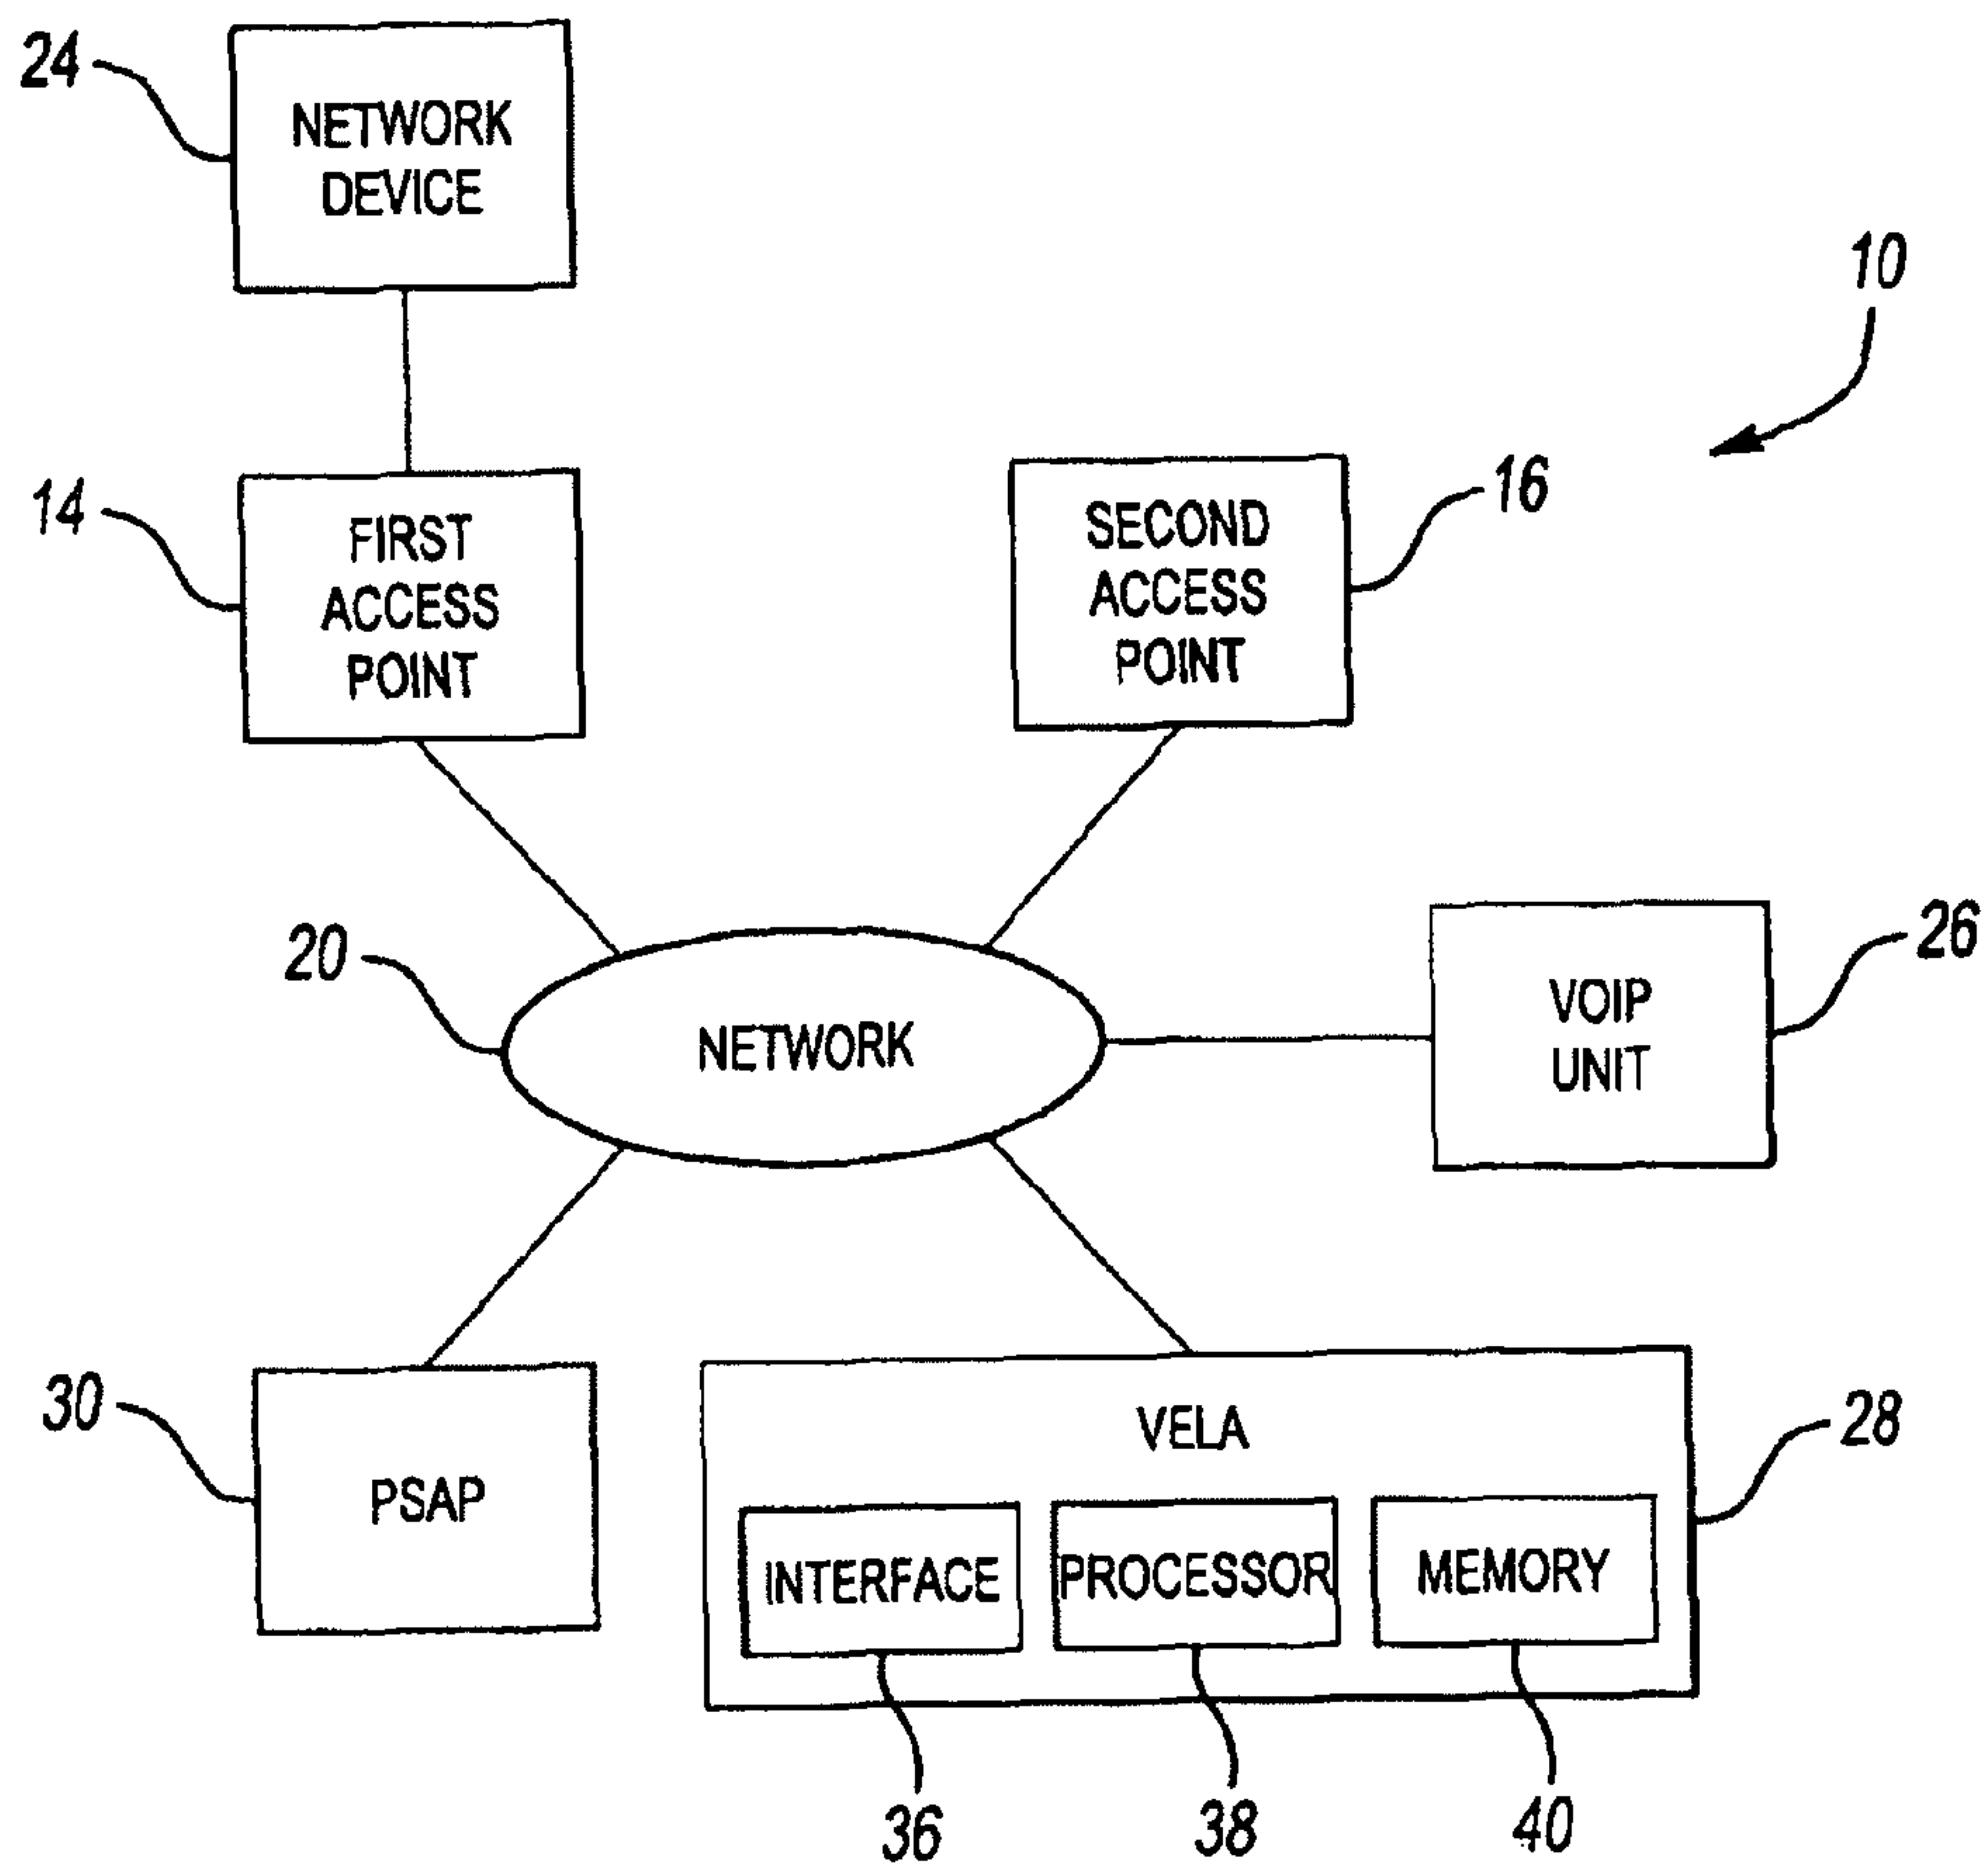 24
NETWORK
DEVICE
10
14
FIRST
ACCESS
POINT
SECOND
ACCESS
POINT
16
20
NETWORK
VOIP
UNIT
26
30
PSAP
VELA
28
INTERFACE
PROCESSOR
MEMORY
36
38
40